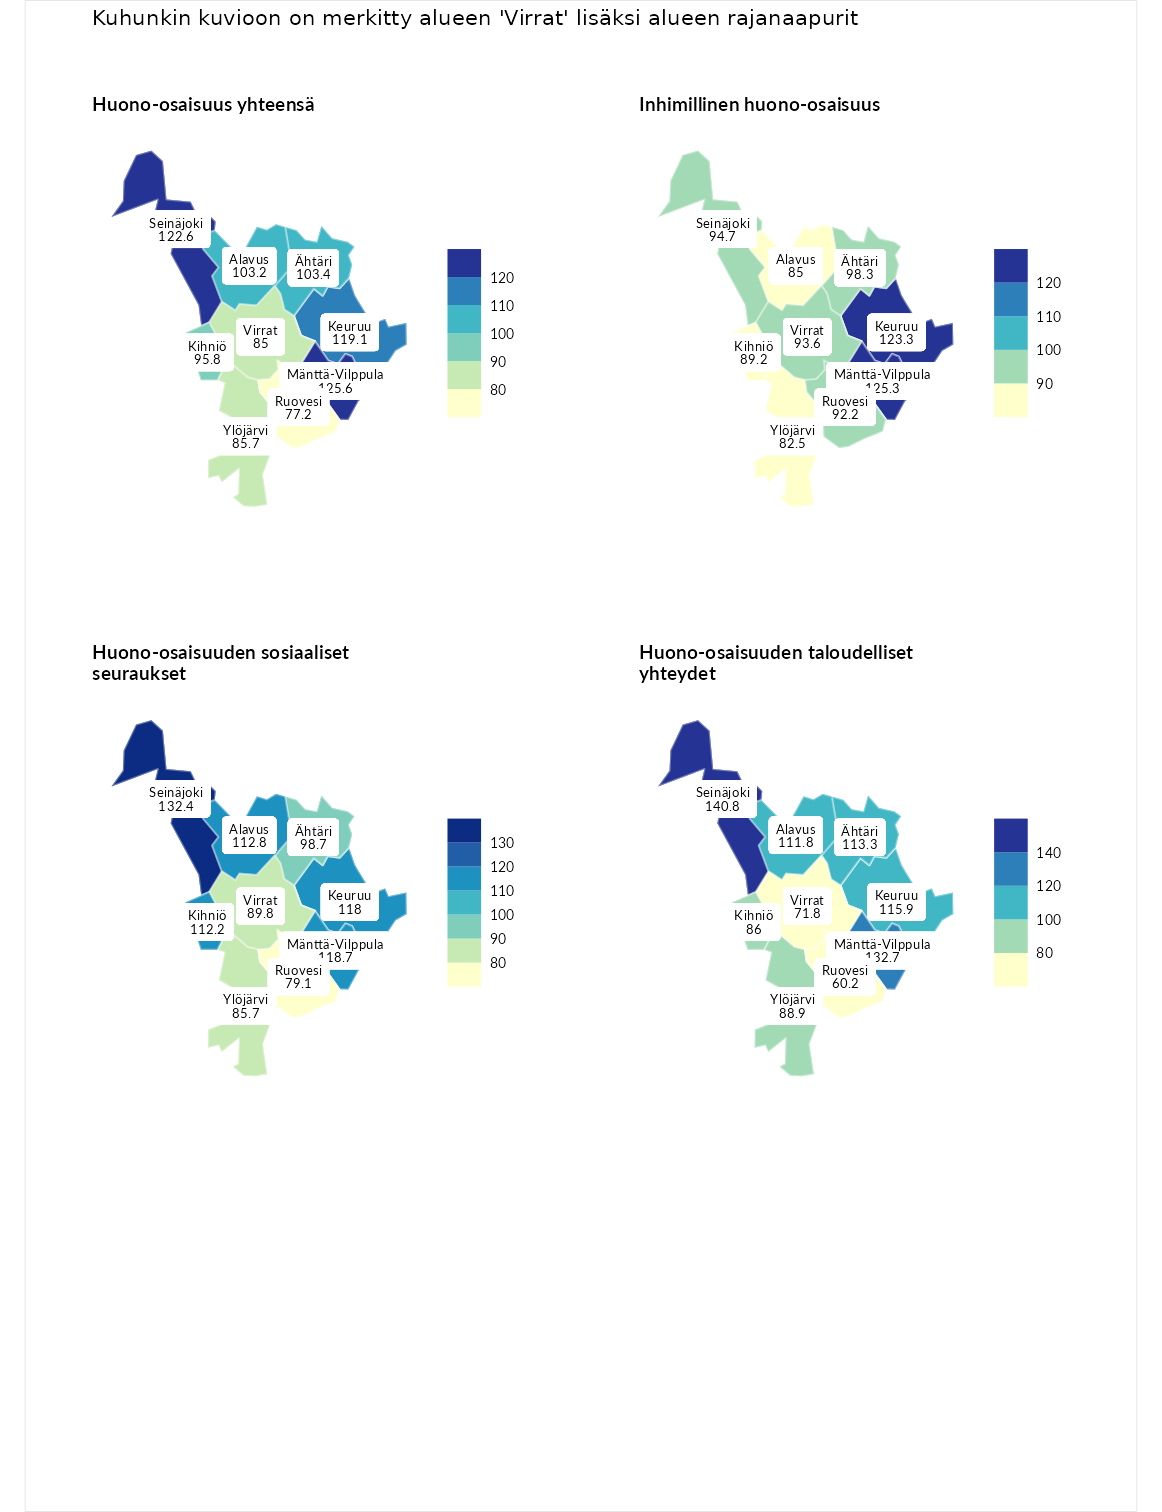 Kuhunkin kuvioon on merkitty alueen 'Virrat' lisäksi alueen rajanaapurit
Huono-osaisuus yhteensä
Seinäjoki
122.6
Alavus
103.2
Ähtäri
103.4
Virrat
85
Keuruu
119.1
Kihniö
95.8
Mänttä-Vilppula
125.6
Ruovesi
77.2
Ylöjärvi
85.7
120
110
100
90
80
Inhimillinen huono-osaisuus
Seinäjoki
94.7
Alavus
85
Ähtäri
98.3
Virrat
93.6
Keuruu
123.3
Kihniö
89.2
Mänttä-Vilppula
125.3
Ruovesi
92.2
Ylöjärvi
82.5
120
110
100
90
Huono-osaisuuden sosiaaliset
seuraukset
Seinäjoki
132.4
Alavus
112.8
Ähtäri
98.7
Virrat
89.8
Keuruu
118
Kihniö
112.2
Mänttä-Vilppula
118.7
Ruovesi
79.1
Ylöjärvi
85.7
130
120
110
100
90
80
Huono-osaisuuden taloudelliset
yhteydet
Seinäjoki
140.8
Alavus
111.8
Ähtäri
113.3
Virrat
71.8
Keuruu
115.9
Kihniö
86
Mänttä-Vilppula
132.7
Ruovesi
60.2
Ylöjärvi
88.9
140
120
100
80